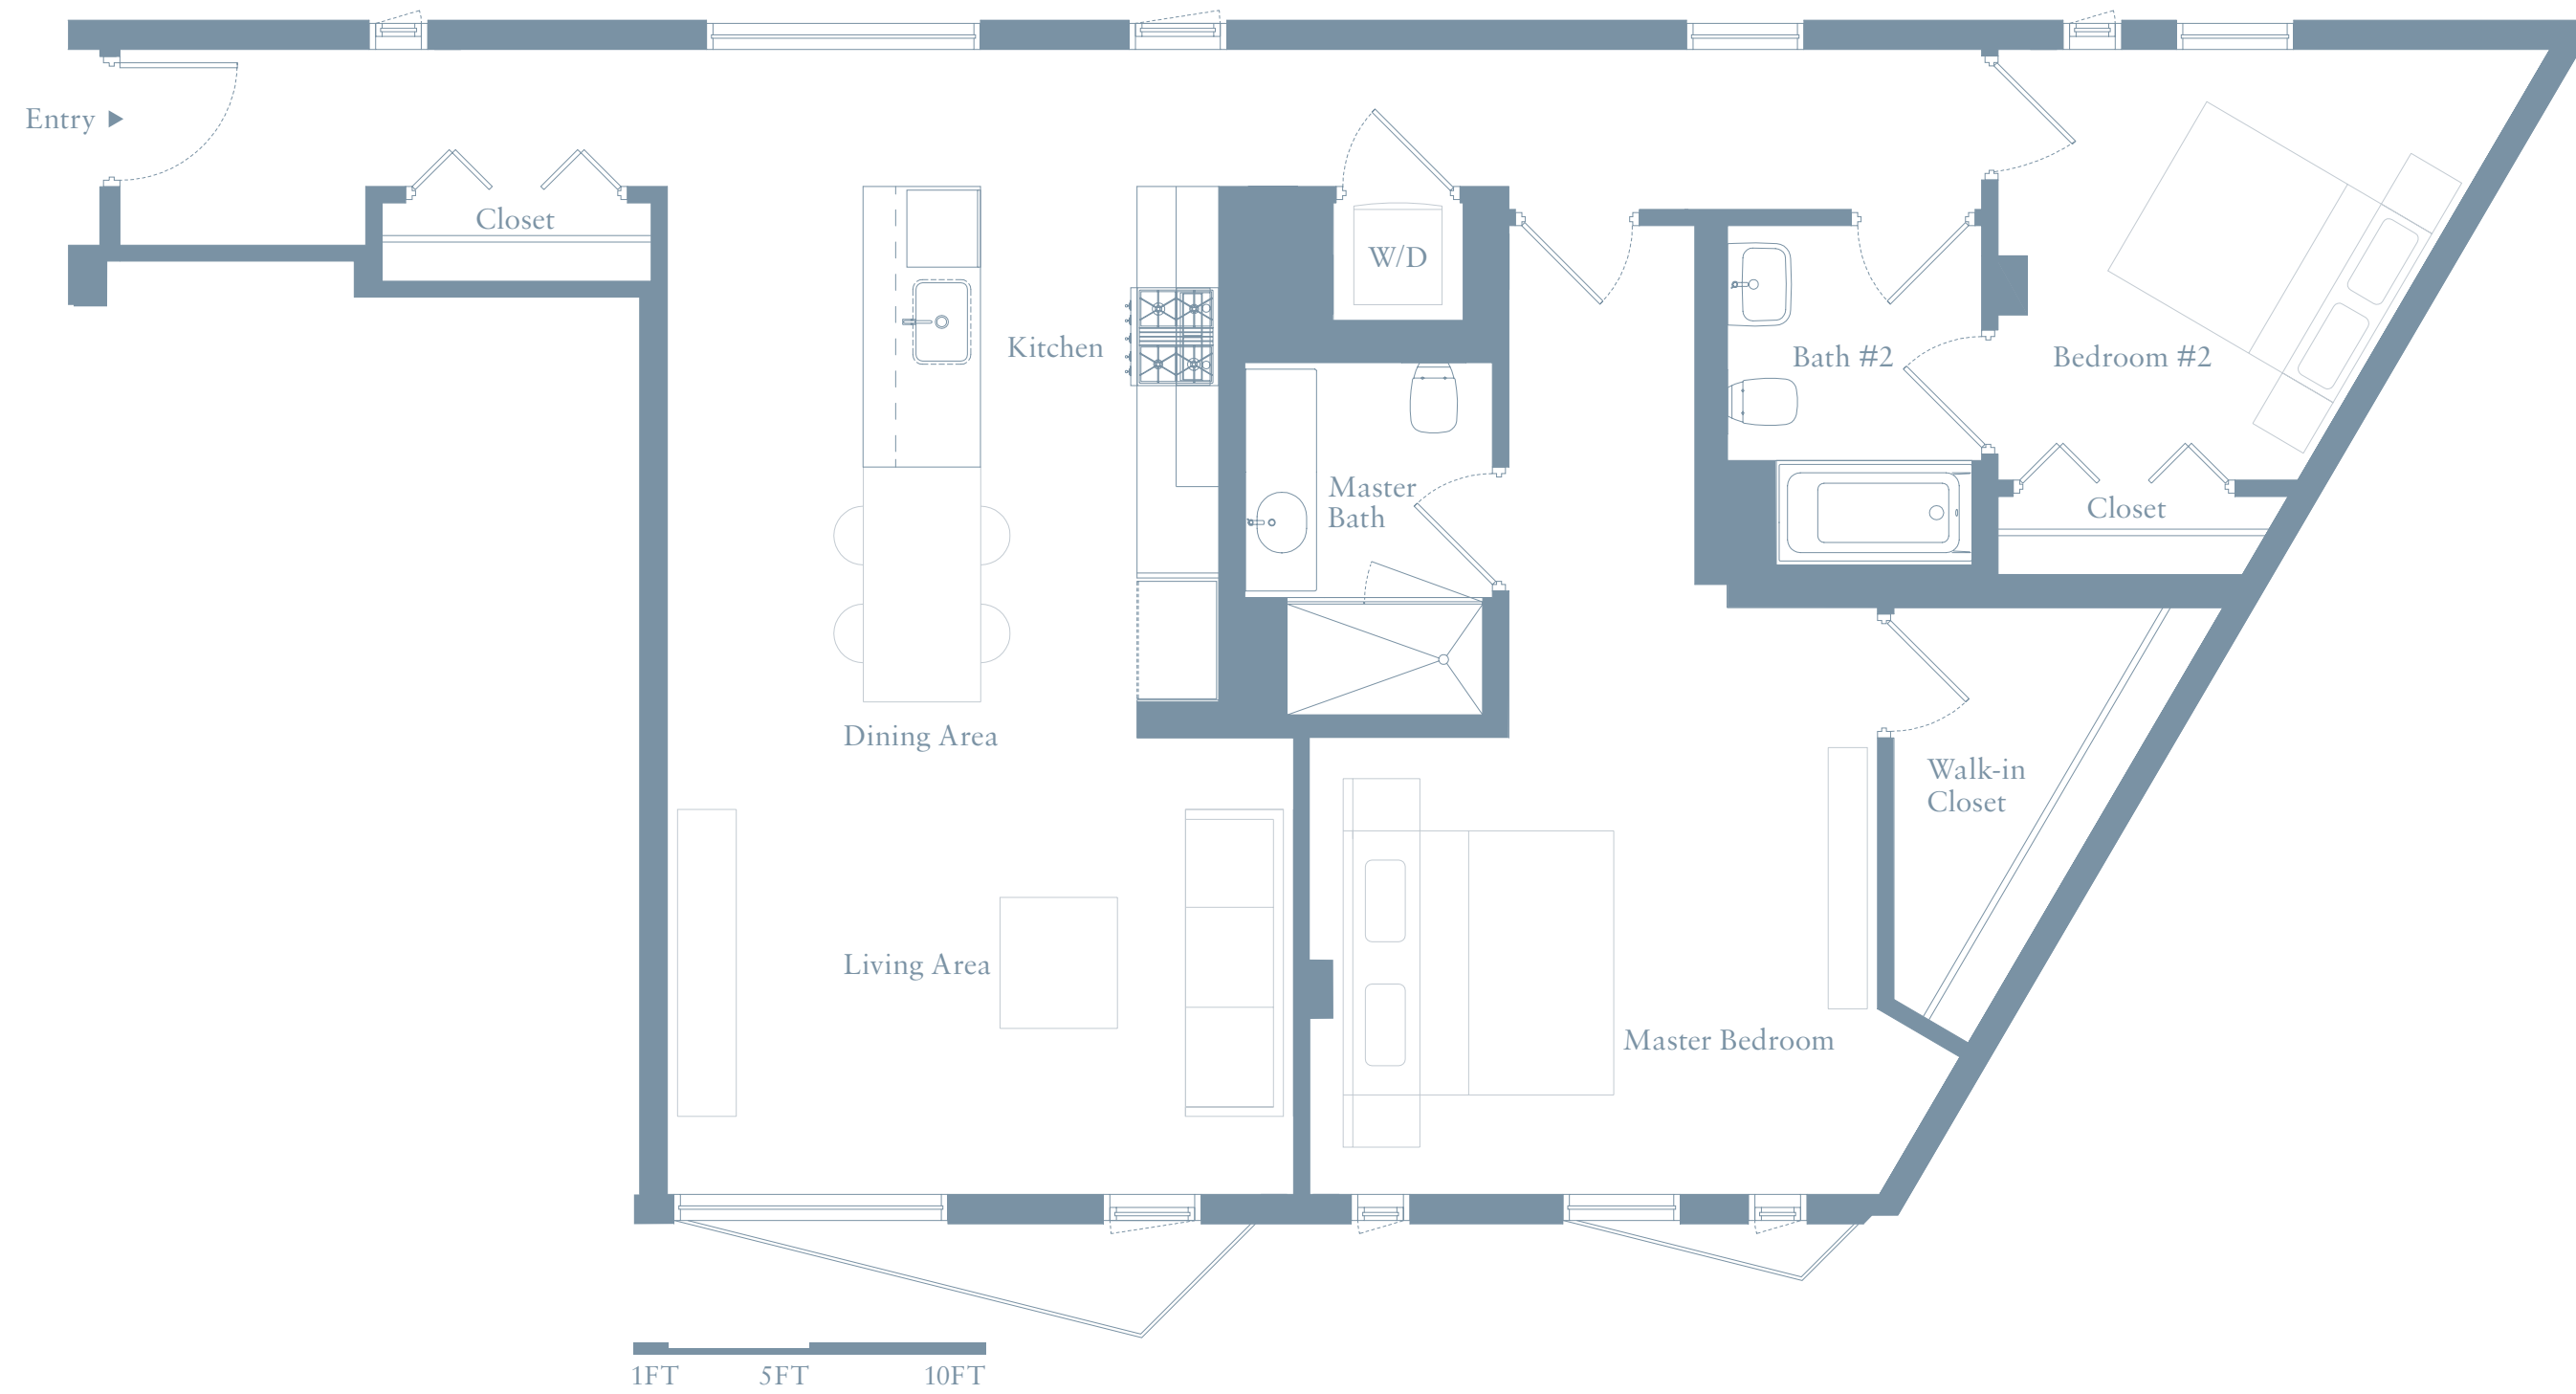 Entry
Closet
W/D
Kitchen
Bath #2
Bedroom #2
Master
Bath
Closet
Dining Area
Walk-in
Closet
Living Area
Master Bedroom
1FT 5FT 10FT